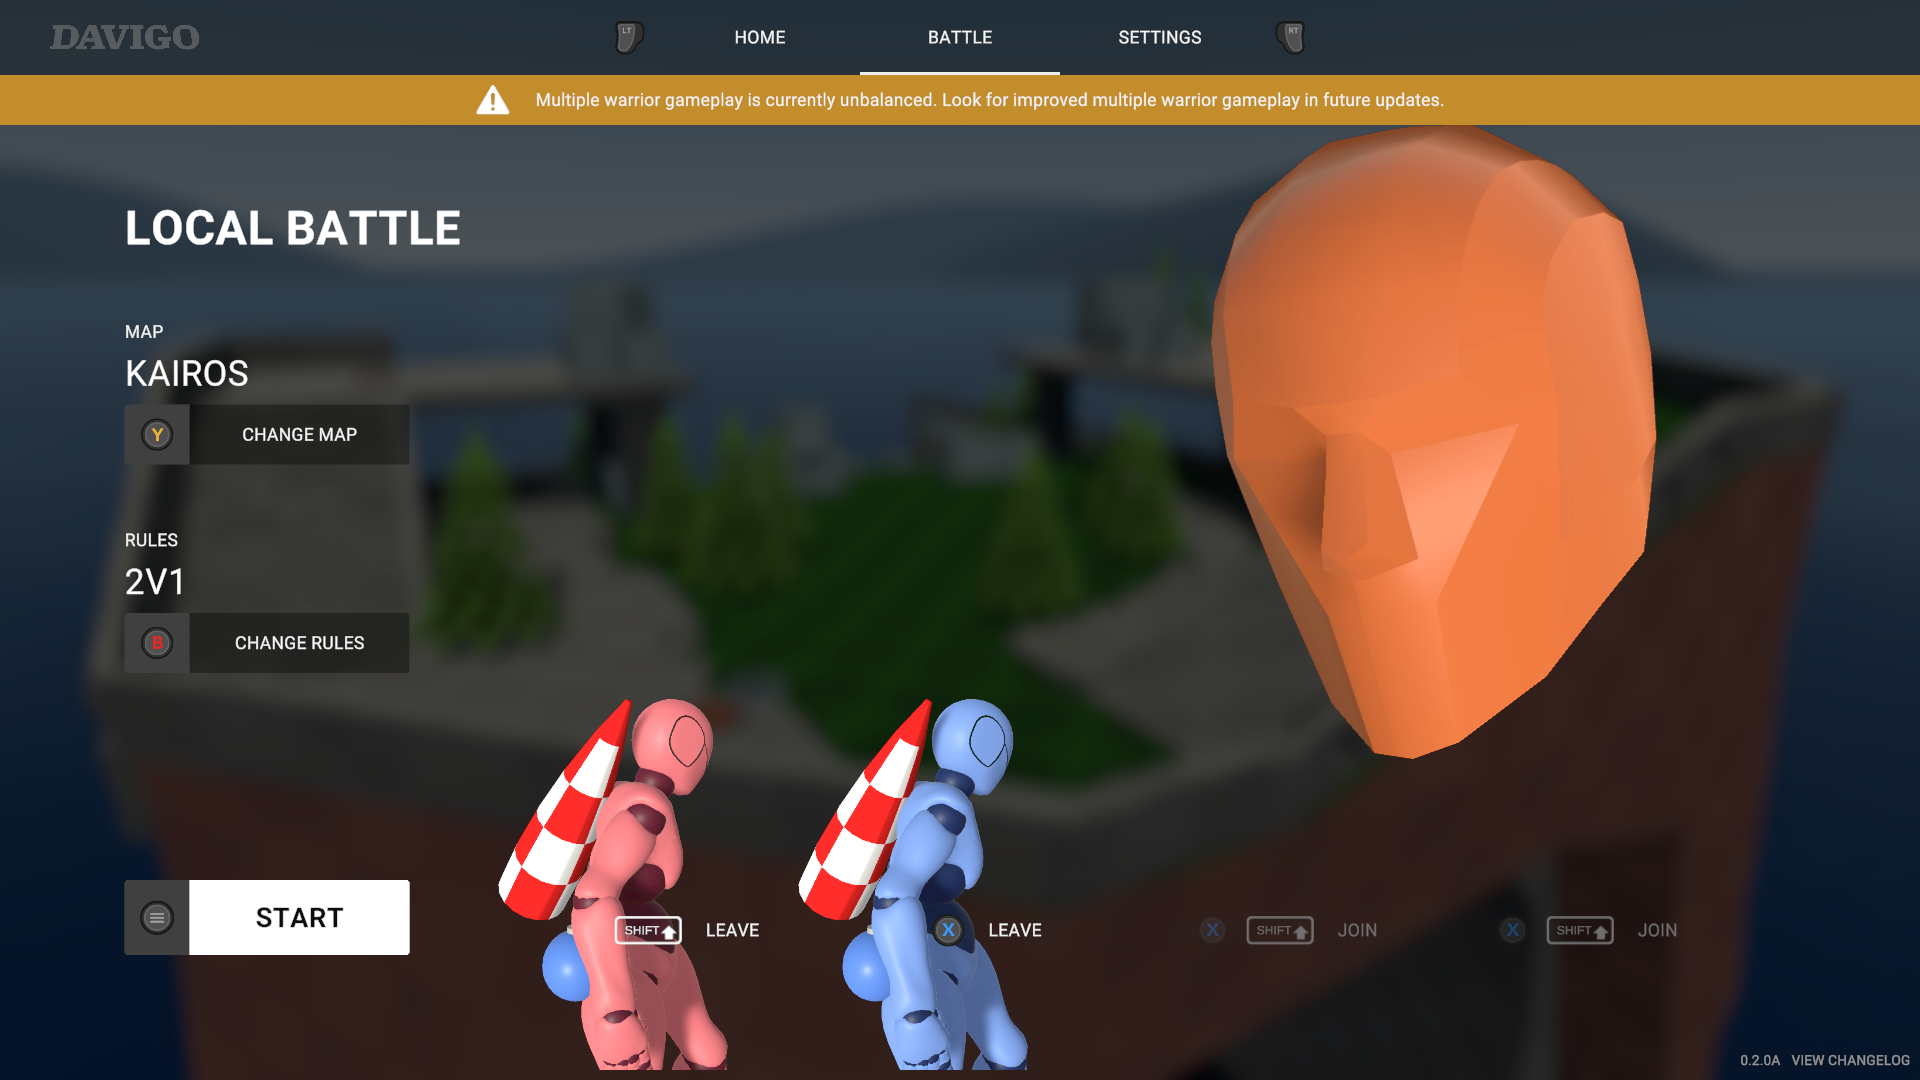 DAVIGO
LT
HOME
BATTLE
SETTINGS
RT
Multiple warrior gameplay is currently unbalanced. Look for improved multiple warrior gameplay in future updates.
LOCAL BATTLE
MAP
KAIROS
Y
CHANGE MAP
RULES
2V1
B
CHANGE RULES
START
SHIFT
LEAVE
X
LEAVE
X
SHIFT
JOIN
X
SHIFT
JOIN
0.2.0A VIEW CHANGELOG